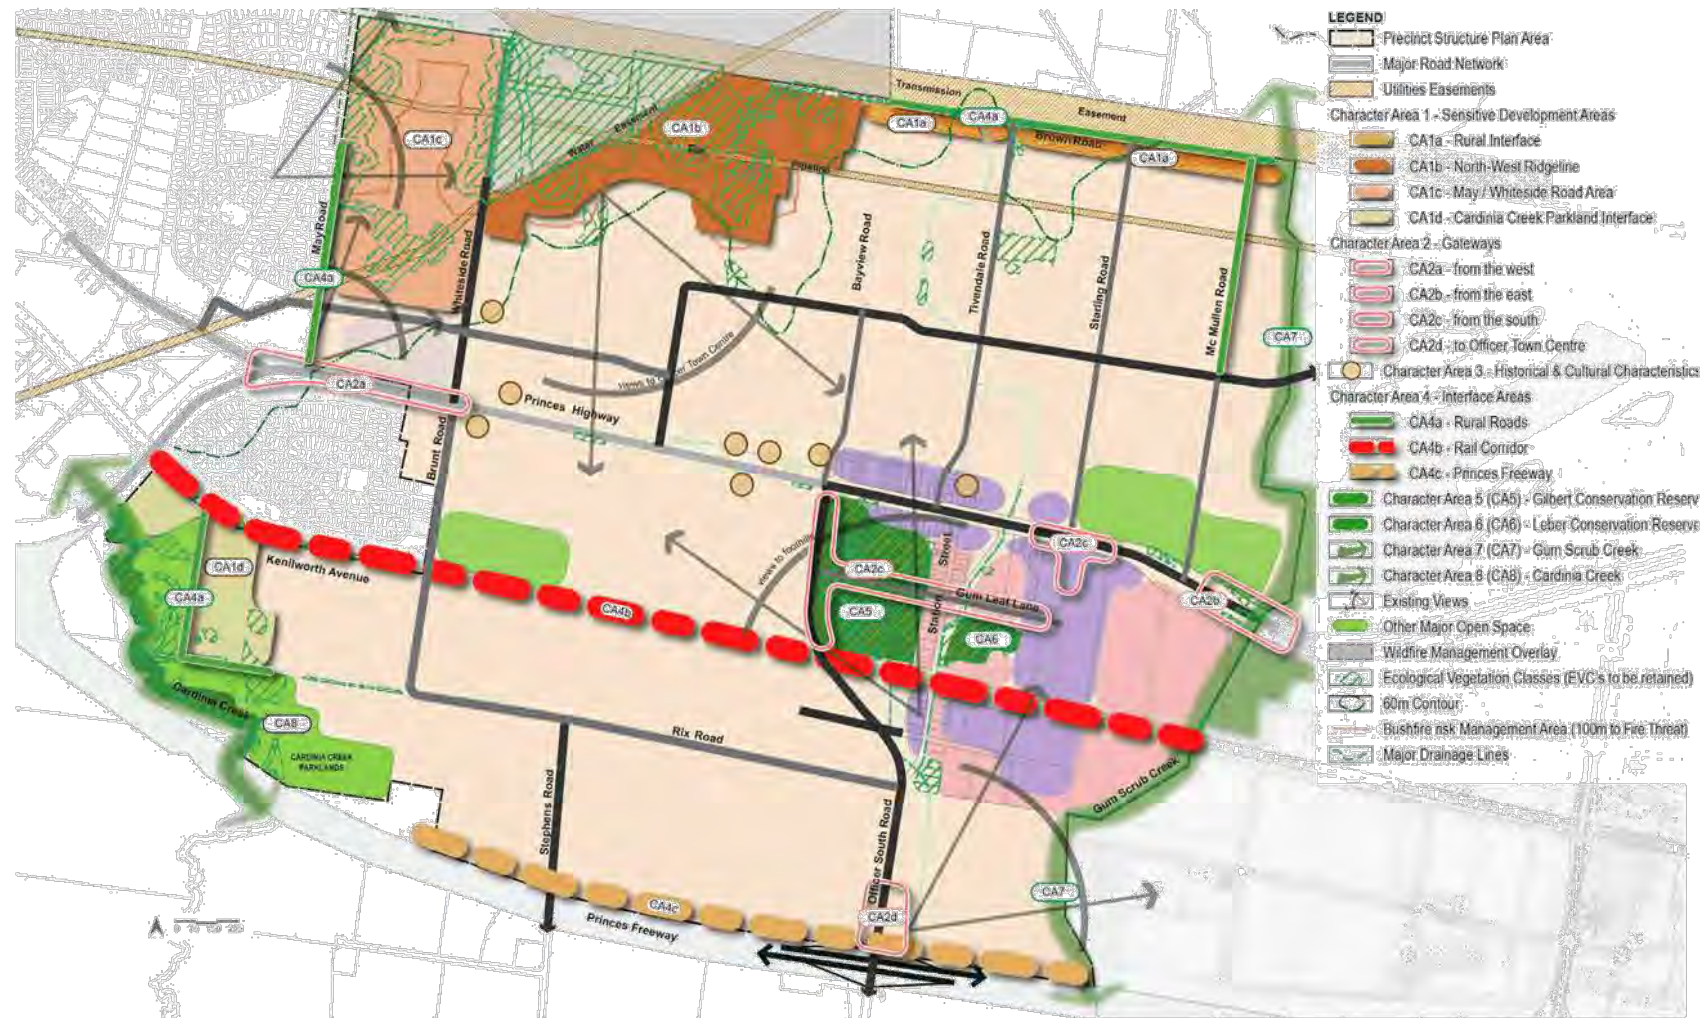 LEGEND
Precinct Structure Plan Area
Major Road Network
Utilities Easements
Character Area 1 - Sensitive Development Areas
CA1a - Rural Interface
CA1b - North-West Ridgeline
CA1c - May / Whiteside Road Area
CA1d - Cardinia Creek Parkland Interface
Character Area 2 - Gateways
CA2a - from the west
CA2b - from the east
CA2c - from the south
CA2d - to Officer Town Centre
Character Area 3 - Historical & Cultural Characteristics
Character Area 4 - Interface Areas
CA4a - Rural Roads
CA4b - Rail Corridor
CA4c - Princes Freeway
Character Area 5 (CA5) - Gilbert Conservation Reserv
Character Area 6 (CA6) - Leber Conservation Reserve
Character Area 7 (CA7) - Gum Scrub Creek
Character Area 8 (CA8) - Cardinia Creek
Existing Views
Other Major Open Space
Wildfire Management Overlay
Ecological Vegetation Classes (EVC's to be retained)
60m Contour
Bushfire risk Management Area (100m to Fire Threat)
Major Drainage Lines
Transmission
Easement
CA1a
CA4a
Brown Road
CA1a
CA1c
CA1b
Water
Easement
Pipeline
May Road
CA4a
Whiteside Road
Bayview Road
Tivendale Road
Starling Road
Mc Mullen Road
CA7
CA2a
Town Centre
Princes Highway
Brunt Road
views to foothills
CA2c
CA2c
Station Street
Gum Leaf Lane
CA2b
CA5
CA6
CA1d
Kenilworth Avenue
CA4a
CA4b
Cardinia Creek
CA8
CARDINIA CREEK
PARKLANDS
Rix Road
Stephens Road
Officer South Road
Gum Scrub Creek
CA7
CA4c
CA2d
Princes Freeway